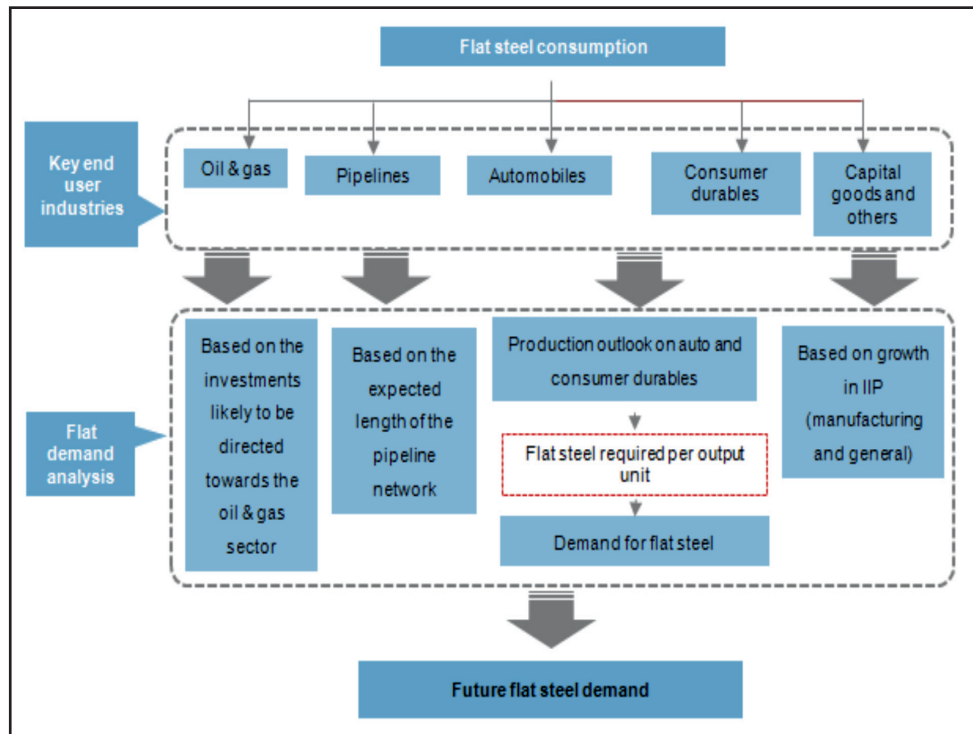 Flat steel consumption
Key end
user
industries
Oil & gas
Pipelines
Automobiles
Consumer
durables
Capital
goods and
others
Flat
demand
analysis
Based on the
investments
likely to be
directed
towards the
oil & gas
sector
Based on the
expected
length of the
pipeline
network
Production outlook on auto and
consumer durables
Flat steel required per output
unit
Demand for flat steel
Based on growth
in IIP
(manufacturing
and general)
Future flat steel demand